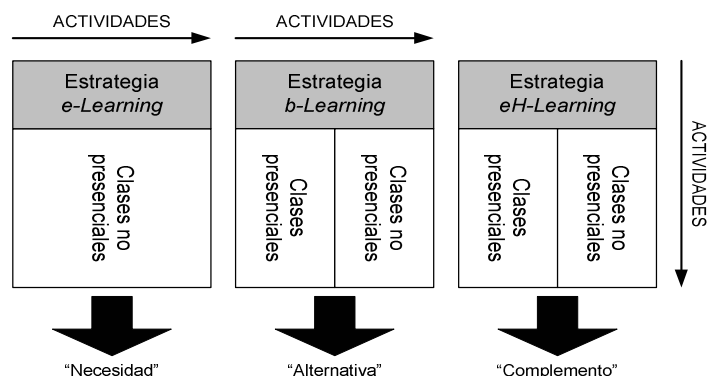 ACTIVIDADES
ACTIVIDADES
Estrategia
e-Learning
Estrategia
b-Learning
Estrategia
eH-Learning
Clases no
presenciales
Clases
presenciales
Clases no
presenciales
Clases
presenciales
Clases no
presenciales
ACTIVIDADES
“Necesidad”
“Alternativa”
“Complemento”